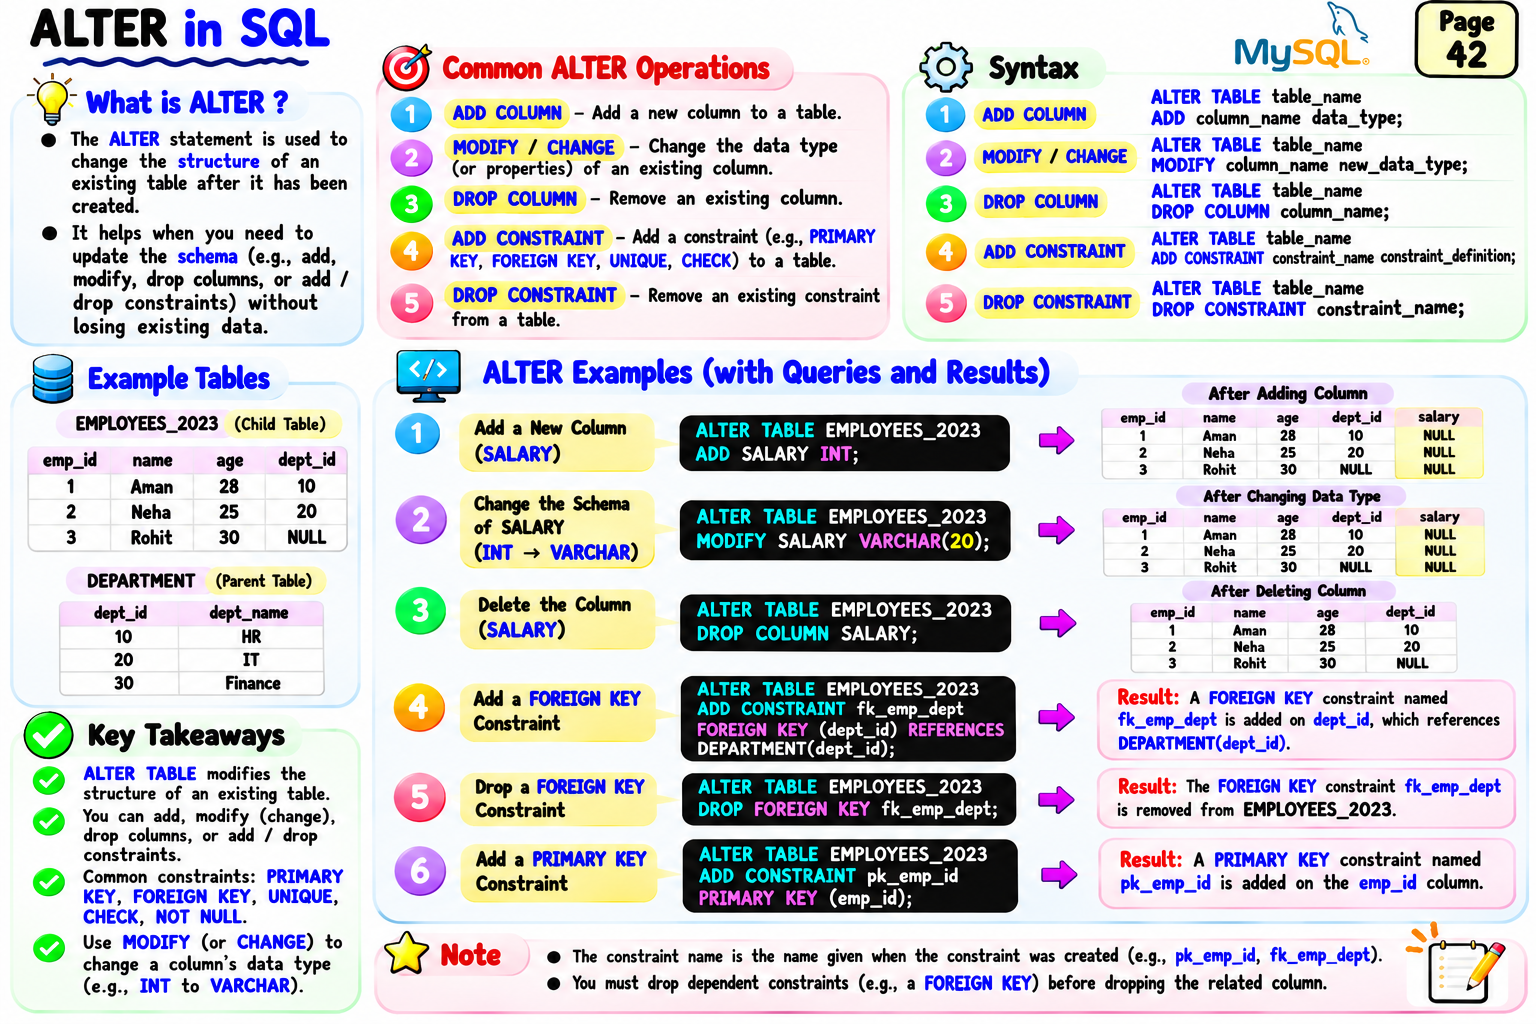 ALTER in SQL
MySQL®
Page
42
What is ALTER ?
● The ALTER statement is used to
change the structure of an
existing table after it has been
created.
● It helps when you need to
update the schema (e.g., add,
modify, drop columns, or add /
drop constraints) without
losing existing data.
Common ALTER Operations
1 ADD COLUMN – Add a new column to a table.
2 MODIFY / CHANGE – Change the data type
(or properties) of an existing column.
3 DROP COLUMN – Remove an existing column.
4 ADD CONSTRAINT – Add a constraint (e.g., PRIMARY
KEY, FOREIGN KEY, UNIQUE, CHECK) to a table.
5 DROP CONSTRAINT – Remove an existing constraint
from a table.
Syntax
1 ADD COLUMN
ALTER TABLE table_name
ADD column_name data_type;
2 MODIFY / CHANGE
ALTER TABLE table_name
MODIFY column_name new_data_type;
3 DROP COLUMN
ALTER TABLE table_name
DROP COLUMN column_name;
4 ADD CONSTRAINT
ALTER TABLE table_name
ADD CONSTRAINT constraint_name constraint_definition;
5 DROP CONSTRAINT
ALTER TABLE table_name
DROP CONSTRAINT constraint_name;
Example Tables
EMPLOYEES_2023 (Child Table)
emp_id name age dept_id
1 Aman 28 10
2 Neha 25 20
3 Rohit 30 NULL
DEPARTMENT (Parent Table)
dept_id dept_name
10 HR
20 IT
30 Finance
Key Takeaways
ALTER TABLE modifies the
structure of an existing table.
You can add, modify (change),
drop columns, or add / drop
constraints.
Common constraints: PRIMARY
KEY, FOREIGN KEY, UNIQUE,
CHECK, NOT NULL.
Use MODIFY (or CHANGE) to
change a column's data type
(e.g., INT to VARCHAR).
</> ALTER Examples (with Queries and Results)
1 Add a New Column
(SALARY)
ALTER TABLE EMPLOYEES_2023
ADD SALARY INT;
After Adding Column
emp_id name age dept_id salary
1 Aman 28 10 NULL
2 Neha 25 20 NULL
3 Rohit 30 NULL NULL
2 Change the Schema
of SALARY
(INT → VARCHAR)
ALTER TABLE EMPLOYEES_2023
MODIFY SALARY VARCHAR(20);
After Changing Data Type
emp_id name age dept_id salary
1 Aman 28 10 NULL
2 Neha 25 20 NULL
3 Rohit 30 NULL NULL
3 Delete the Column
(SALARY)
ALTER TABLE EMPLOYEES_2023
DROP COLUMN SALARY;
After Deleting Column
emp_id name age dept_id
1 Aman 28 10
2 Neha 25 20
3 Rohit 30 NULL
4 Add a FOREIGN KEY
Constraint
ALTER TABLE EMPLOYEES_2023
ADD CONSTRAINT fk_emp_dept
FOREIGN KEY (dept_id) REFERENCES
DEPARTMENT(dept_id);
Result: A FOREIGN KEY constraint named
fk_emp_dept is added on dept_id, which references
DEPARTMENT(dept_id).
5 Drop a FOREIGN KEY
Constraint
ALTER TABLE EMPLOYEES_2023
DROP FOREIGN KEY fk_emp_dept;
Result: The FOREIGN KEY constraint fk_emp_dept
is removed from EMPLOYEES_2023.
6 Add a PRIMARY KEY
Constraint
ALTER TABLE EMPLOYEES_2023
ADD CONSTRAINT pk_emp_id
PRIMARY KEY (emp_id);
Result: A PRIMARY KEY constraint named
pk_emp_id is added on the emp_id column.
Note
● The constraint name is the name given when the constraint was created (e.g., pk_emp_id, fk_emp_dept).
● You must drop dependent constraints (e.g., a FOREIGN KEY) before dropping the related column.